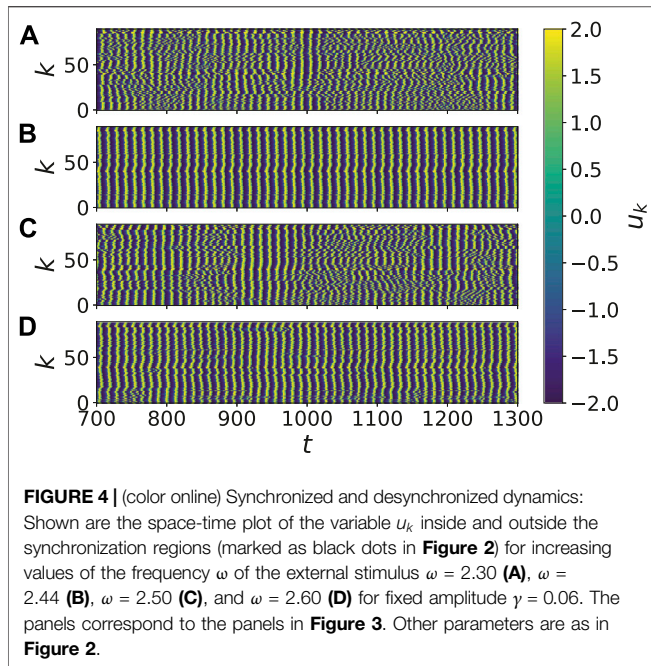 A
k
50
0
B
k
50
0
C
k
50
0
D
k
50
0
700 800 900 1000 1100 1200 1300
t
2.0
1.5
1.0
0.5
0.0
−0.5
−1.0
−1.5
−2.0
u_k
FIGURE 4 | (color online) Synchronized and desynchronized dynamics:
Shown are the space-time plot of the variable u_k inside and outside the
synchronization regions (marked as black dots in Figure 2) for increasing
values of the frequency ω of the external stimulus ω = 2.30 (A), ω =
2.44 (B), ω = 2.50 (C), and ω = 2.60 (D) for fixed amplitude γ = 0.06. The
panels correspond to the panels in Figure 3. Other parameters are as in
Figure 2.